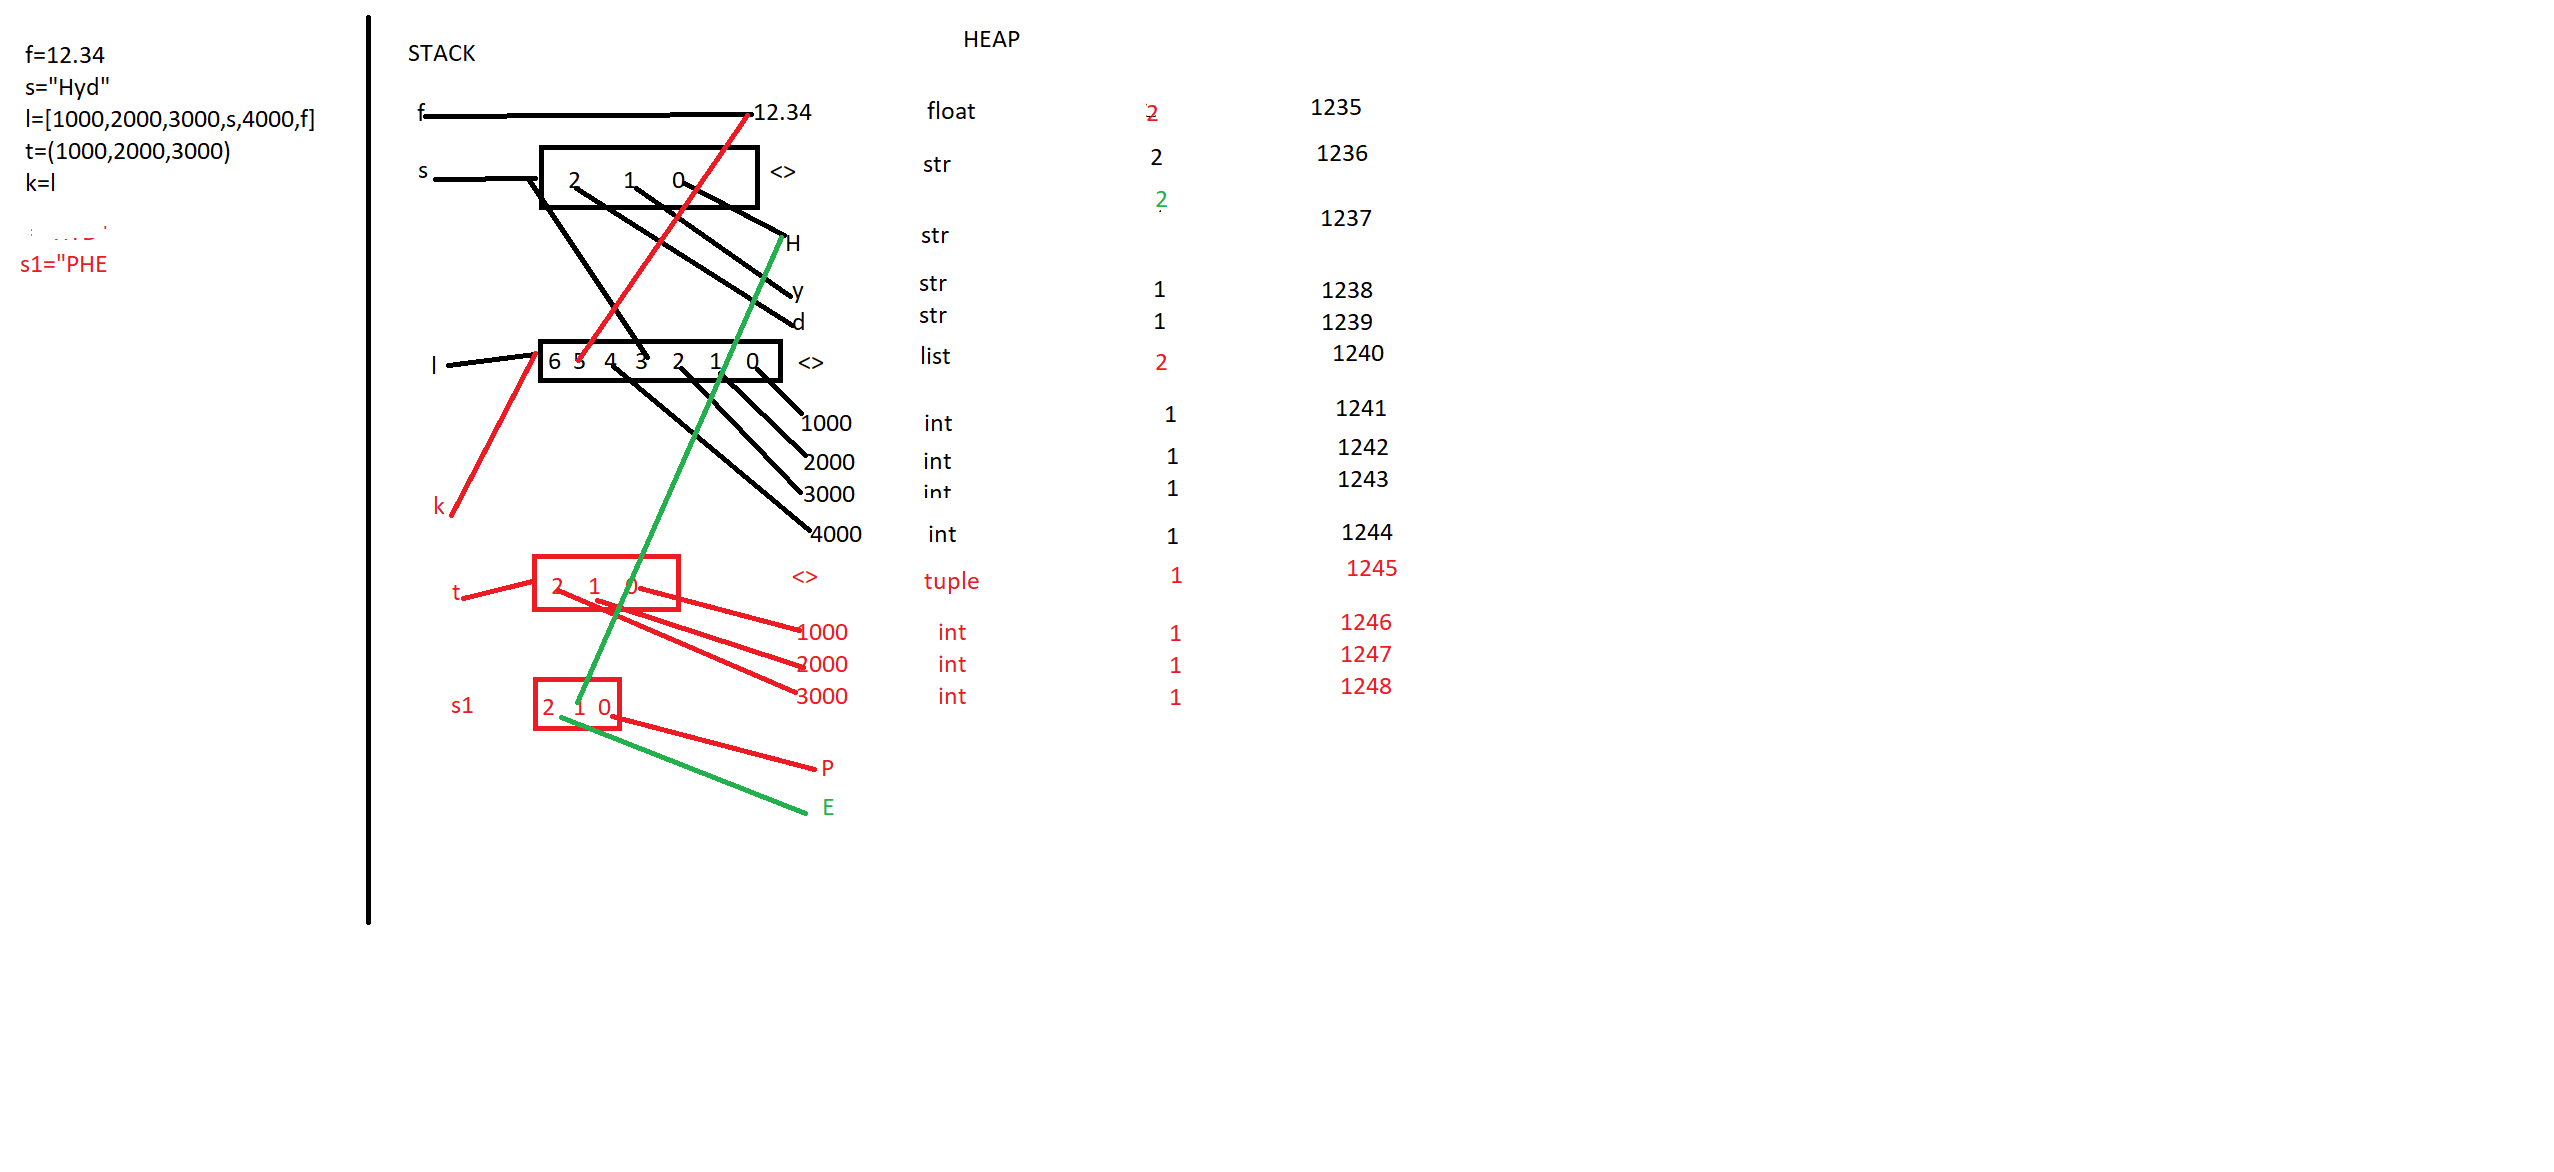 f=12.34
s="Hyd"
l=[1000,2000,3000,s,4000,f]
t=(1000,2000,3000)
k=l
s1="PHE
STACK
HEAP
f 12.34 float 2 1235
s 2 1 0 <> str 2 1236
H str 2 1237
y str 1 1238
d str 1 1239
l 6 5 4 3 2 1 0 <> list 2 1240
1000 int 1 1241
2000 int 1 1242
3000 int 1 1243
k
4000 int 1 1244
t 2 1 0 <> tuple 1 1245
1000 int 1 1246
2000 int 1 1247
3000 int 1 1248
s1 2 1 0
P
E